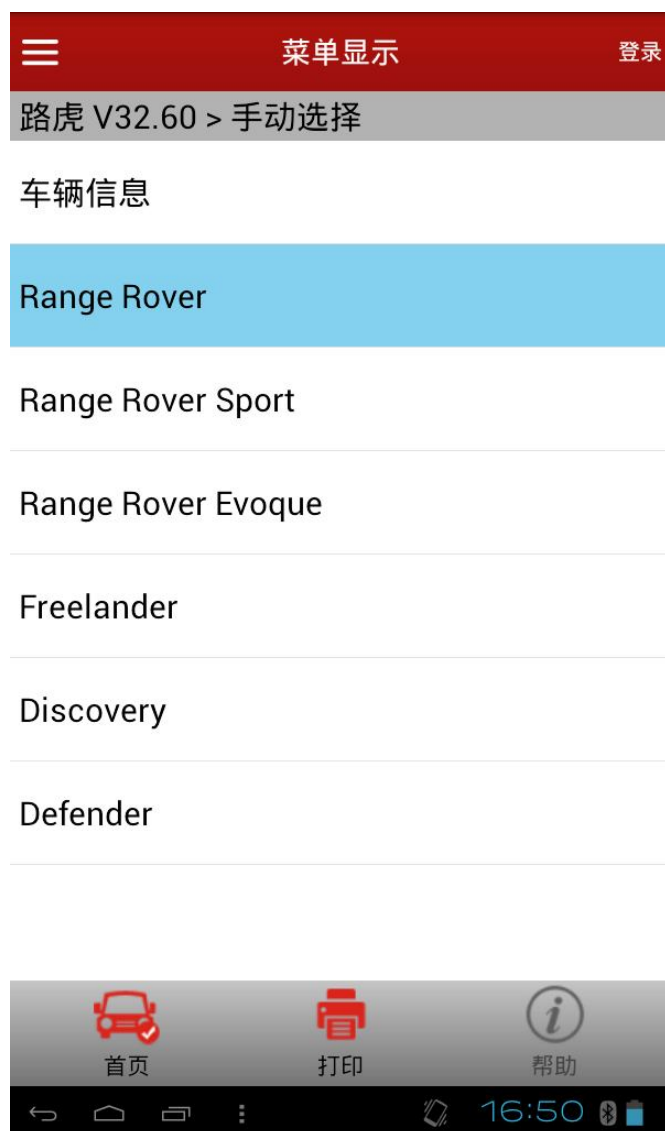 菜单显示
登录
路虎 V32.60 > 手动选择
车辆信息
Range Rover
Range Rover Sport
Range Rover Evoque
Freelander
Discovery
Defender
首页
打印
帮助
16:50